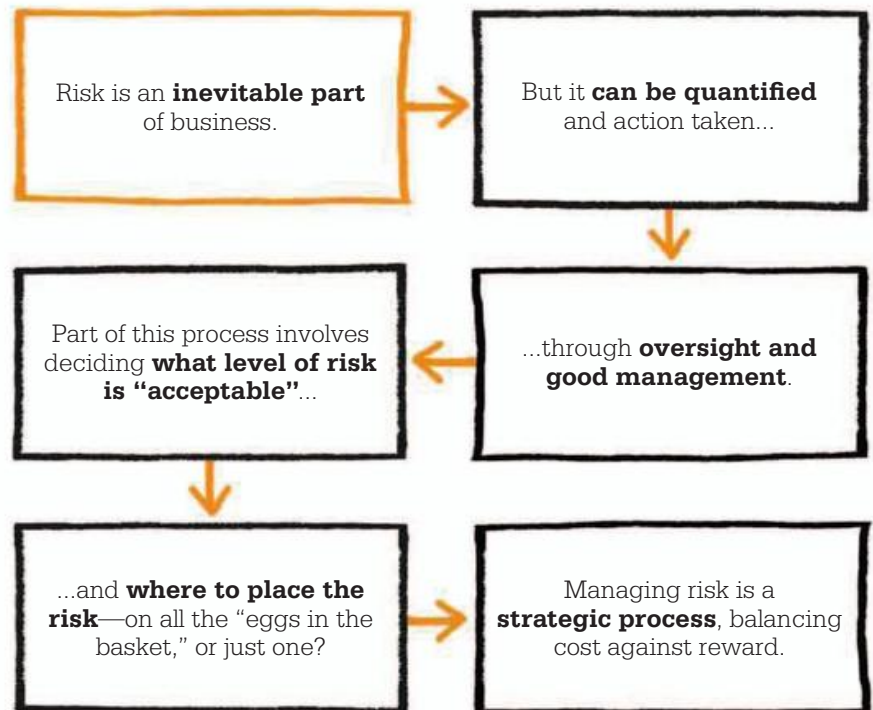 Risk is an inevitable part
of business.
But it can be quantified
and action taken...
...through oversight and
good management.
Part of this process involves
deciding what level of risk
is “acceptable”...
...and where to place the
risk—on all the “eggs in the
basket,” or just one?
Managing risk is a
strategic process, balancing
cost against reward.